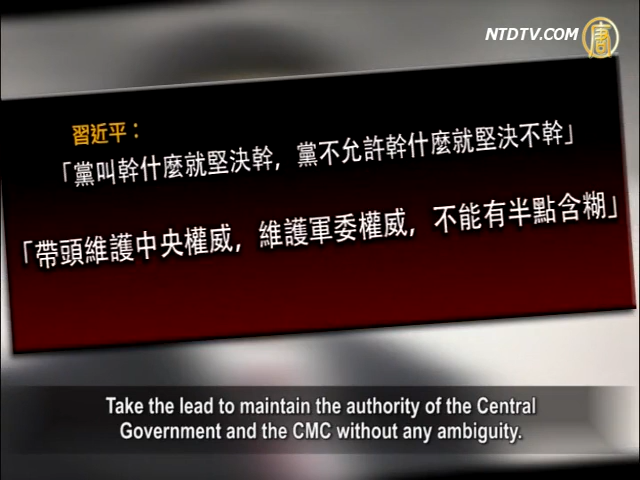 NTDTV.COM
唐
習近平：
「黨叫幹什麼就堅決幹，黨不允許幹什麼就堅決不幹」
「帶頭維護中央權威，維護軍委權威，不能有半點含糊」
Take the lead to maintain the authority of the Central
Government and the CMC without any ambiguity.